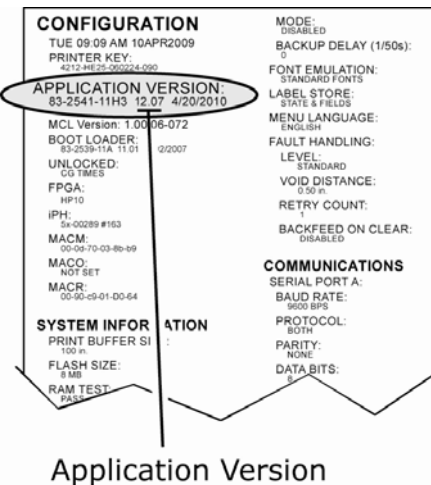 CONFIGURATION
TUE 09:09 AM 10APR2009
PRINTER KEY:
4212-HE25-060224-090
APPLICATION VERSION:
83-2541-11H3 12.07 4/20/2010
MCL Version: 1.00 06-072
BOOT LOADER:
83-2539-11A 11.01 2/2007
UNLOCKED:
CG TIMES
FPGA:
HP10
iPH:
5x-00289 #163
MACM:
00-0d-70-03-8b-b9
MACO:
NOT SET
MACR:
00-90-c9-01-D0-64
SYSTEM INFOR ATION
PRINT BUFFER SI :
100 in.
FLASH SIZE:
8 MB
RAM TEST:
PASS
MODE:
DISABLED
BACKUP DELAY (1/50s):
0
FONT EMULATION:
STANDARD FONTS
LABEL STORE:
STATE & FIELDS
MENU LANGUAGE:
ENGLISH
FAULT HANDLING:
LEVEL:
STANDARD
VOID DISTANCE:
0.50 in.
RETRY COUNT:
1
BACKFEED ON CLEAR:
DISABLED
COMMUNICATIONS
SERIAL PORT A:
BAUD RATE:
9600 BPS
PROTOCOL:
BOTH
PARITY:
NONE
DATA BITS:
8
Application Version